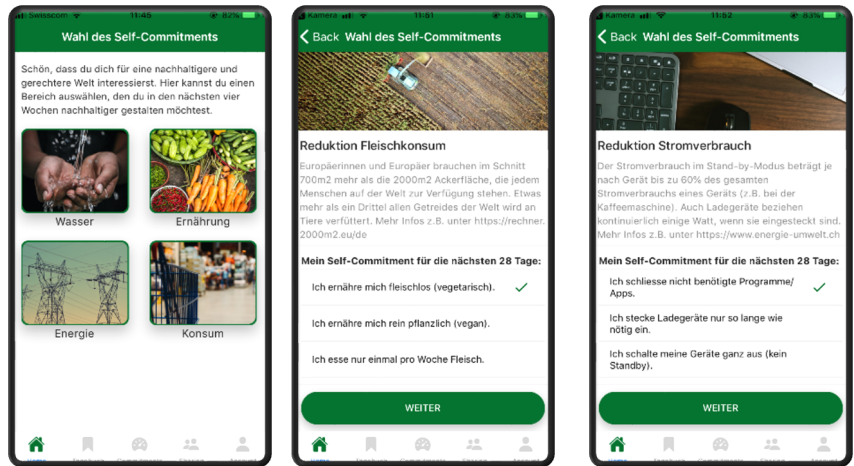 Swisscom 11:45 82%
Wahl des Self-Commitments
Schön, dass du dich für eine nachhaltigere und
gerechtere Welt interessierst. Hier kannst du einen
Bereich auswählen, den du in den nächsten vier
Wochen nachhaltiger gestalten möchtest.
Wasser
Ernährung
Energie
Konsum
Home
Account
Kamera 11:51 83%
Back Wahl des Self-Commitments
Reduktion Fleischkonsum
Europäerinnen und Europäer brauchen im Schnitt
700m2 mehr als die 2000m2 Ackerfläche, die jedem
Menschen auf der Welt zur Verfügung stehen. Etwas
mehr als ein Drittel allen Getreides der Welt wird an
Tiere verfüttert. Mehr Infos z.B. unter https://rechner.
2000m2.eu/de
Mein Self-Commitment für die nächsten 28 Tage:
Ich ernähre mich fleischlos (vegetarisch).
Ich ernähre mich rein pflanzlich (vegan).
Ich esse nur einmal pro Woche Fleisch.
WEITER
Home
Account
Kamera 11:52 83%
Back Wahl des Self-Commitments
Reduktion Stromverbrauch
Der Stromverbrauch im Stand-by-Modus beträgt je
nach Gerät bis zu 60% des gesamten
Stromverbrauchs eines Geräts (z.B. bei der
Kaffeemaschine). Auch Ladegeräte beziehen
kontinuierlich einige Watt, wenn sie eingesteckt sind.
Mehr Infos z.B. unter https://www.energie-umwelt.ch
Mein Self-Commitment für die nächsten 28 Tage:
Ich schliesse nicht benötigte Programme/
Apps.
Ich stecke Ladegeräte nur so lange wie
nötig ein.
Ich schalte meine Geräte ganz aus (kein
Standby).
WEITER
Home
Account